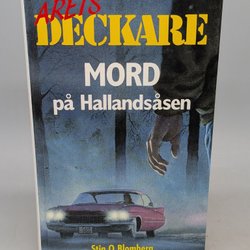 ÅRETS
DECKARE
MORD
på Hallandsåsen
Stig O Blomberg